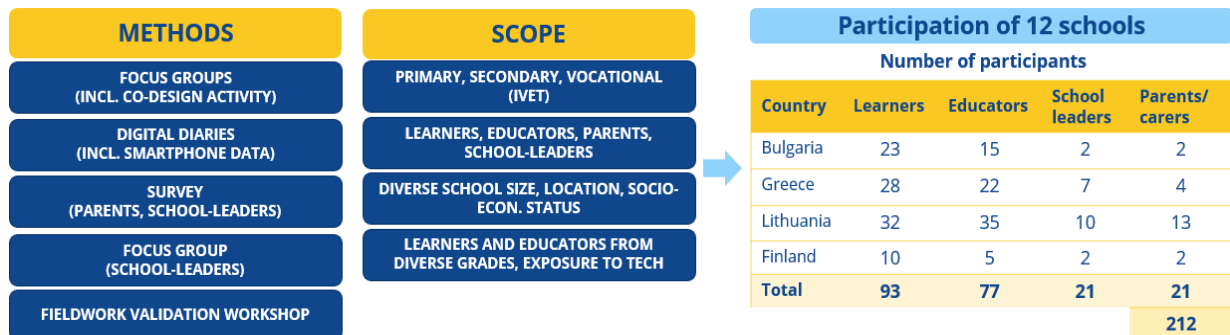 METHODS
FOCUS GROUPS
(INCL. CO-DESIGN ACTIVITY)
DIGITAL DIARIES
(INCL. SMARTPHONE DATA)
SURVEY
(PARENTS, SCHOOL-LEADERS)
FOCUS GROUP
(SCHOOL-LEADERS)
FIELDWORK VALIDATION WORKSHOP
SCOPE
PRIMARY, SECONDARY, VOCATIONAL
(IVET)
LEARNERS, EDUCATORS, PARENTS,
SCHOOL-LEADERS
DIVERSE SCHOOL SIZE, LOCATION, SOCIO-
ECON. STATUS
LEARNERS AND EDUCATORS FROM
DIVERSE GRADES, EXPOSURE TO TECH
Participation of 12 schools
Number of participants
Country Learners Educators School leaders Parents/ carers
Bulgaria 23 15 2 2
Greece 28 22 7 4
Lithuania 32 35 10 13
Finland 10 5 2 2
Total 93 77 21 21
212